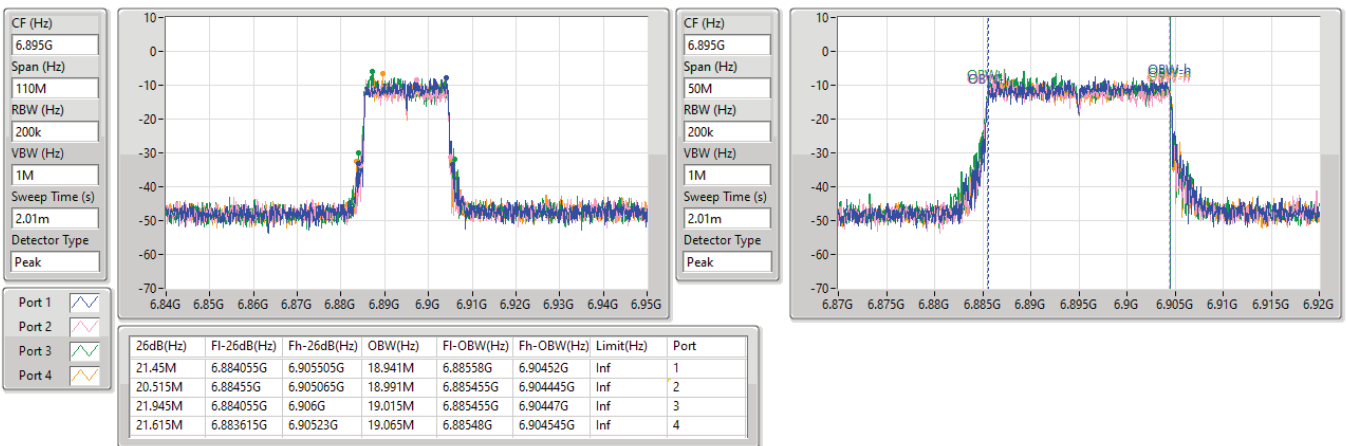 CF (Hz)
6.895G
Span (Hz)
110M
RBW (Hz)
200k
VBW (Hz)
1M
Sweep Time (s)
2.01m
Detector Type
Peak
10-
0-
-10-
-20-
-30-
-40-
-50-
-60-
-70-
6.84G 6.85G 6.86G 6.87G 6.88G 6.89G 6.9G 6.91G 6.92G 6.93G 6.94G 6.95G
CF (Hz)
6.895G
Span (Hz)
50M
RBW (Hz)
200k
VBW (Hz)
1M
Sweep Time (s)
2.01m
Detector Type
Peak
10-
0-
-10-
-20-
-30-
-40-
-50-
-60-
-70-
OBW-h
6.87G 6.875G 6.88G 6.885G 6.89G 6.895G 6.9G 6.905G 6.91G 6.915G 6.92G
Port 1
Port 2
Port 3
Port 4
26dB(Hz) Fl-26dB(Hz) Fh-26dB(Hz) OBW(Hz) Fl-OBW(Hz) Fh-OBW(Hz) Limit(Hz) Port
21.45M 6.884055G 6.905505G 18.941M 6.88558G 6.90452G Inf 1
20.515M 6.88455G 6.905065G 18.991M 6.885455G 6.904445G Inf 2
21.945M 6.884055G 6.906G 19.015M 6.885455G 6.90447G Inf 3
21.615M 6.883615G 6.90523G 19.065M 6.88548G 6.904545G Inf 4